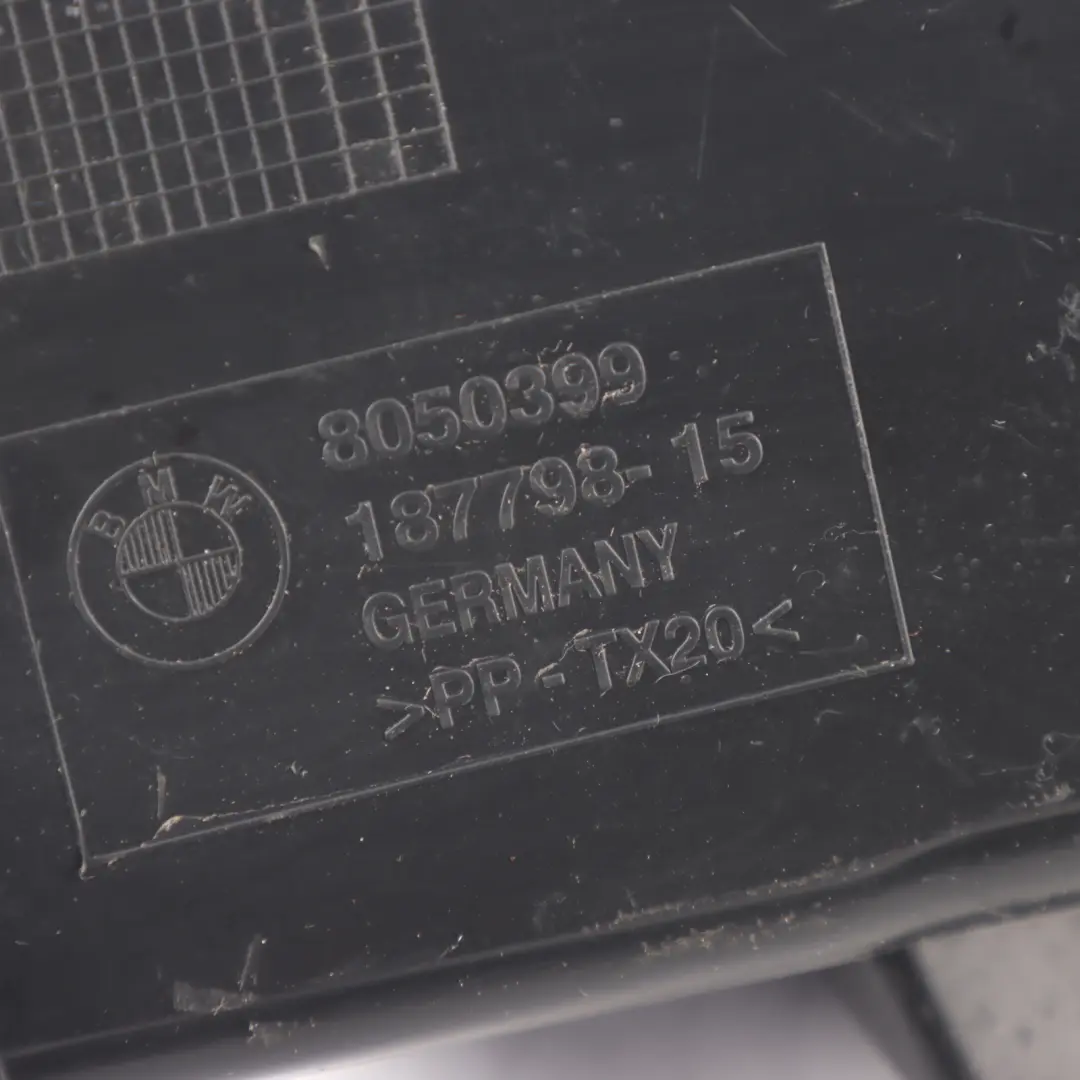 BMW
8050399
187798-15
GERMANY
>PP-TX20<